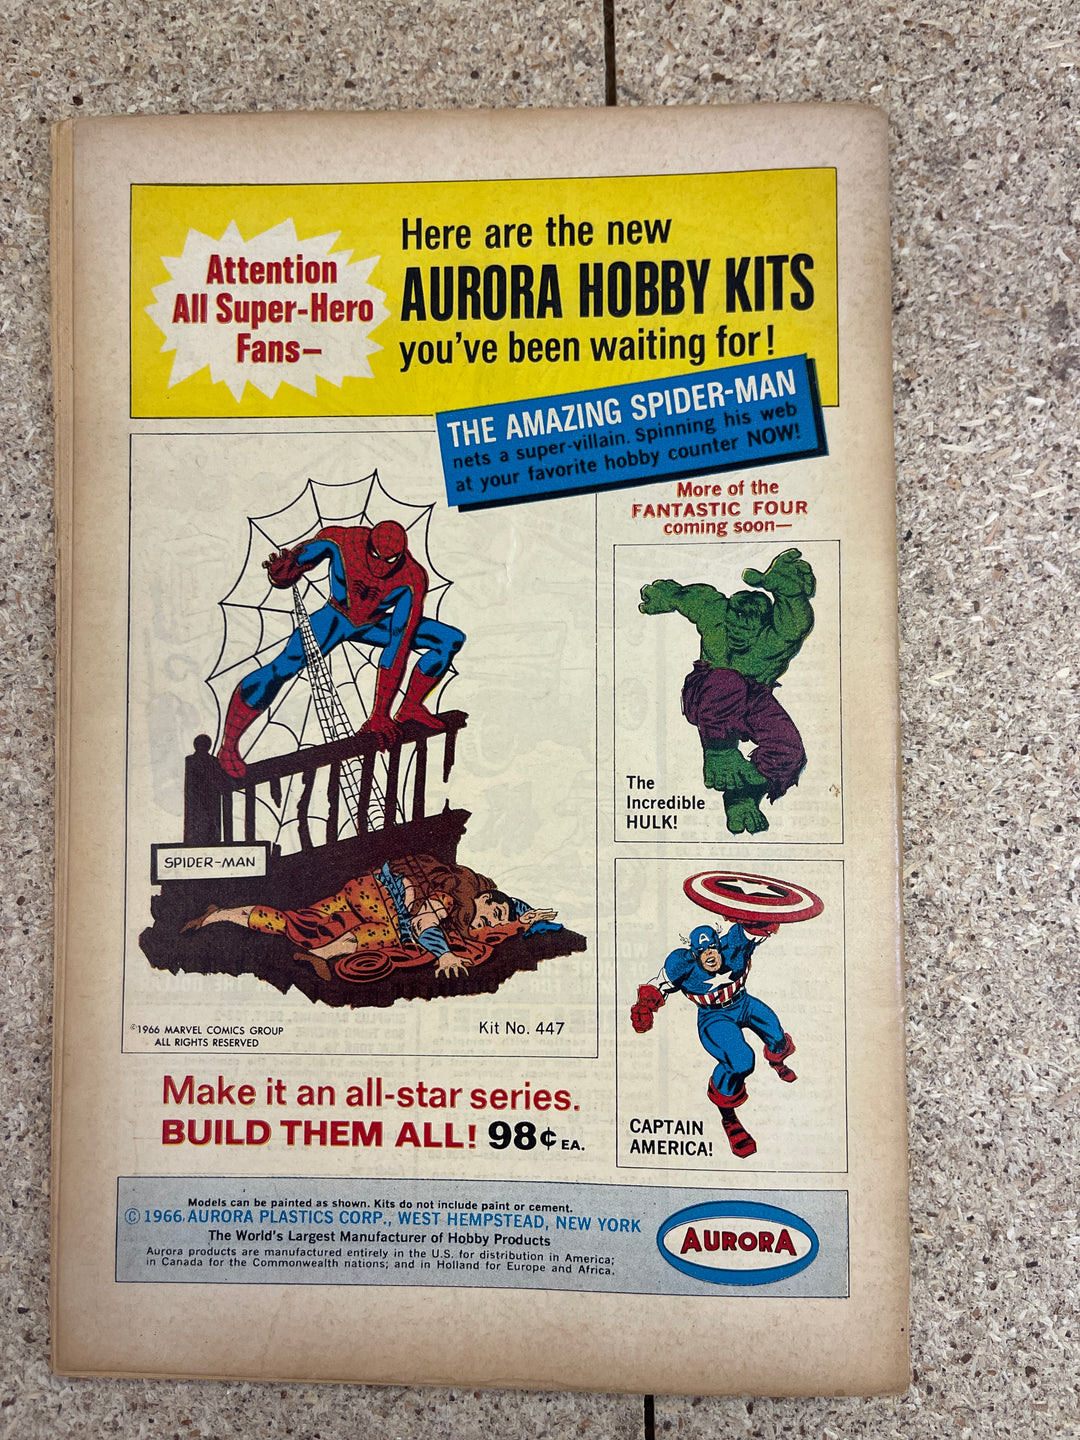 Attention
All Super-Hero
Fans—
Here are the new
AURORA HOBBY KITS
you've been waiting for!
THE AMAZING SPIDER-MAN
nets a super-villain. Spinning his web
at your favorite hobby counter NOW!
More of the
FANTASTIC FOUR
coming soon—
The
Incredible
HULK!
SPIDER-MAN
©1966 MARVEL COMICS GROUP
ALL RIGHTS RESERVED
Kit No. 447
A
CAPTAIN
AMERICA!
Make it an all-star series.
BUILD THEM ALL! 98¢ EA.
Models can be painted as shown. Kits do not include paint or cement.
© 1966, AURORA PLASTICS CORP., WEST HEMPSTEAD, NEW YORK
The World's Largest Manufacturer of Hobby Products
Aurora products are manufactured entirely in the U.S. for distribution in America;
in Canada for the Commonwealth nations; and in Holland for Europe and Africa.
AURORA